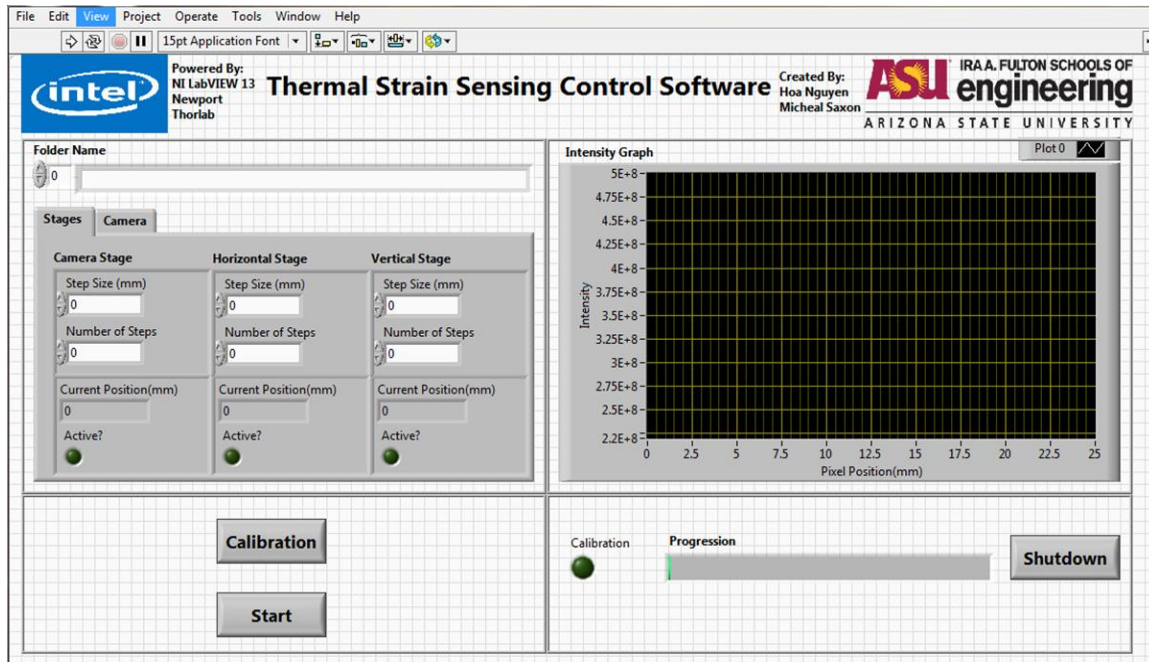 File Edit View Project Operate Tools Window Help
15pt Application Font
intel
Powered By:
NI LabVIEW 13
Newport
Thorlab
Thermal Strain Sensing Control Software
Created By:
Hoa Nguyen
Micheal Saxon
ASU
IRA A. FULTON SCHOOLS OF
engineering
ARIZONA STATE UNIVERSITY
Folder Name
0
Stages Camera
Camera Stage Horizontal Stage Vertical Stage
Step Size (mm) Step Size (mm) Step Size (mm)
0 0 0
Number of Steps Number of Steps Number of Steps
0 0 0
Current Position(mm) Current Position(mm) Current Position(mm)
0 0 0
Active? Active? Active?
Intensity Graph
Plot 0
5E+8
4.75E+8
4.5E+8
4.25E+8
4E+8
3.75E+8
3.5E+8
3.25E+8
3E+8
2.75E+8
2.5E+8
2.2E+8
Intensity
0 2.5 5 7.5 10 12.5 15 17.5 20 22.5 25
Pixel Position(mm)
Calibration
Start
Calibration
Progression
Shutdown